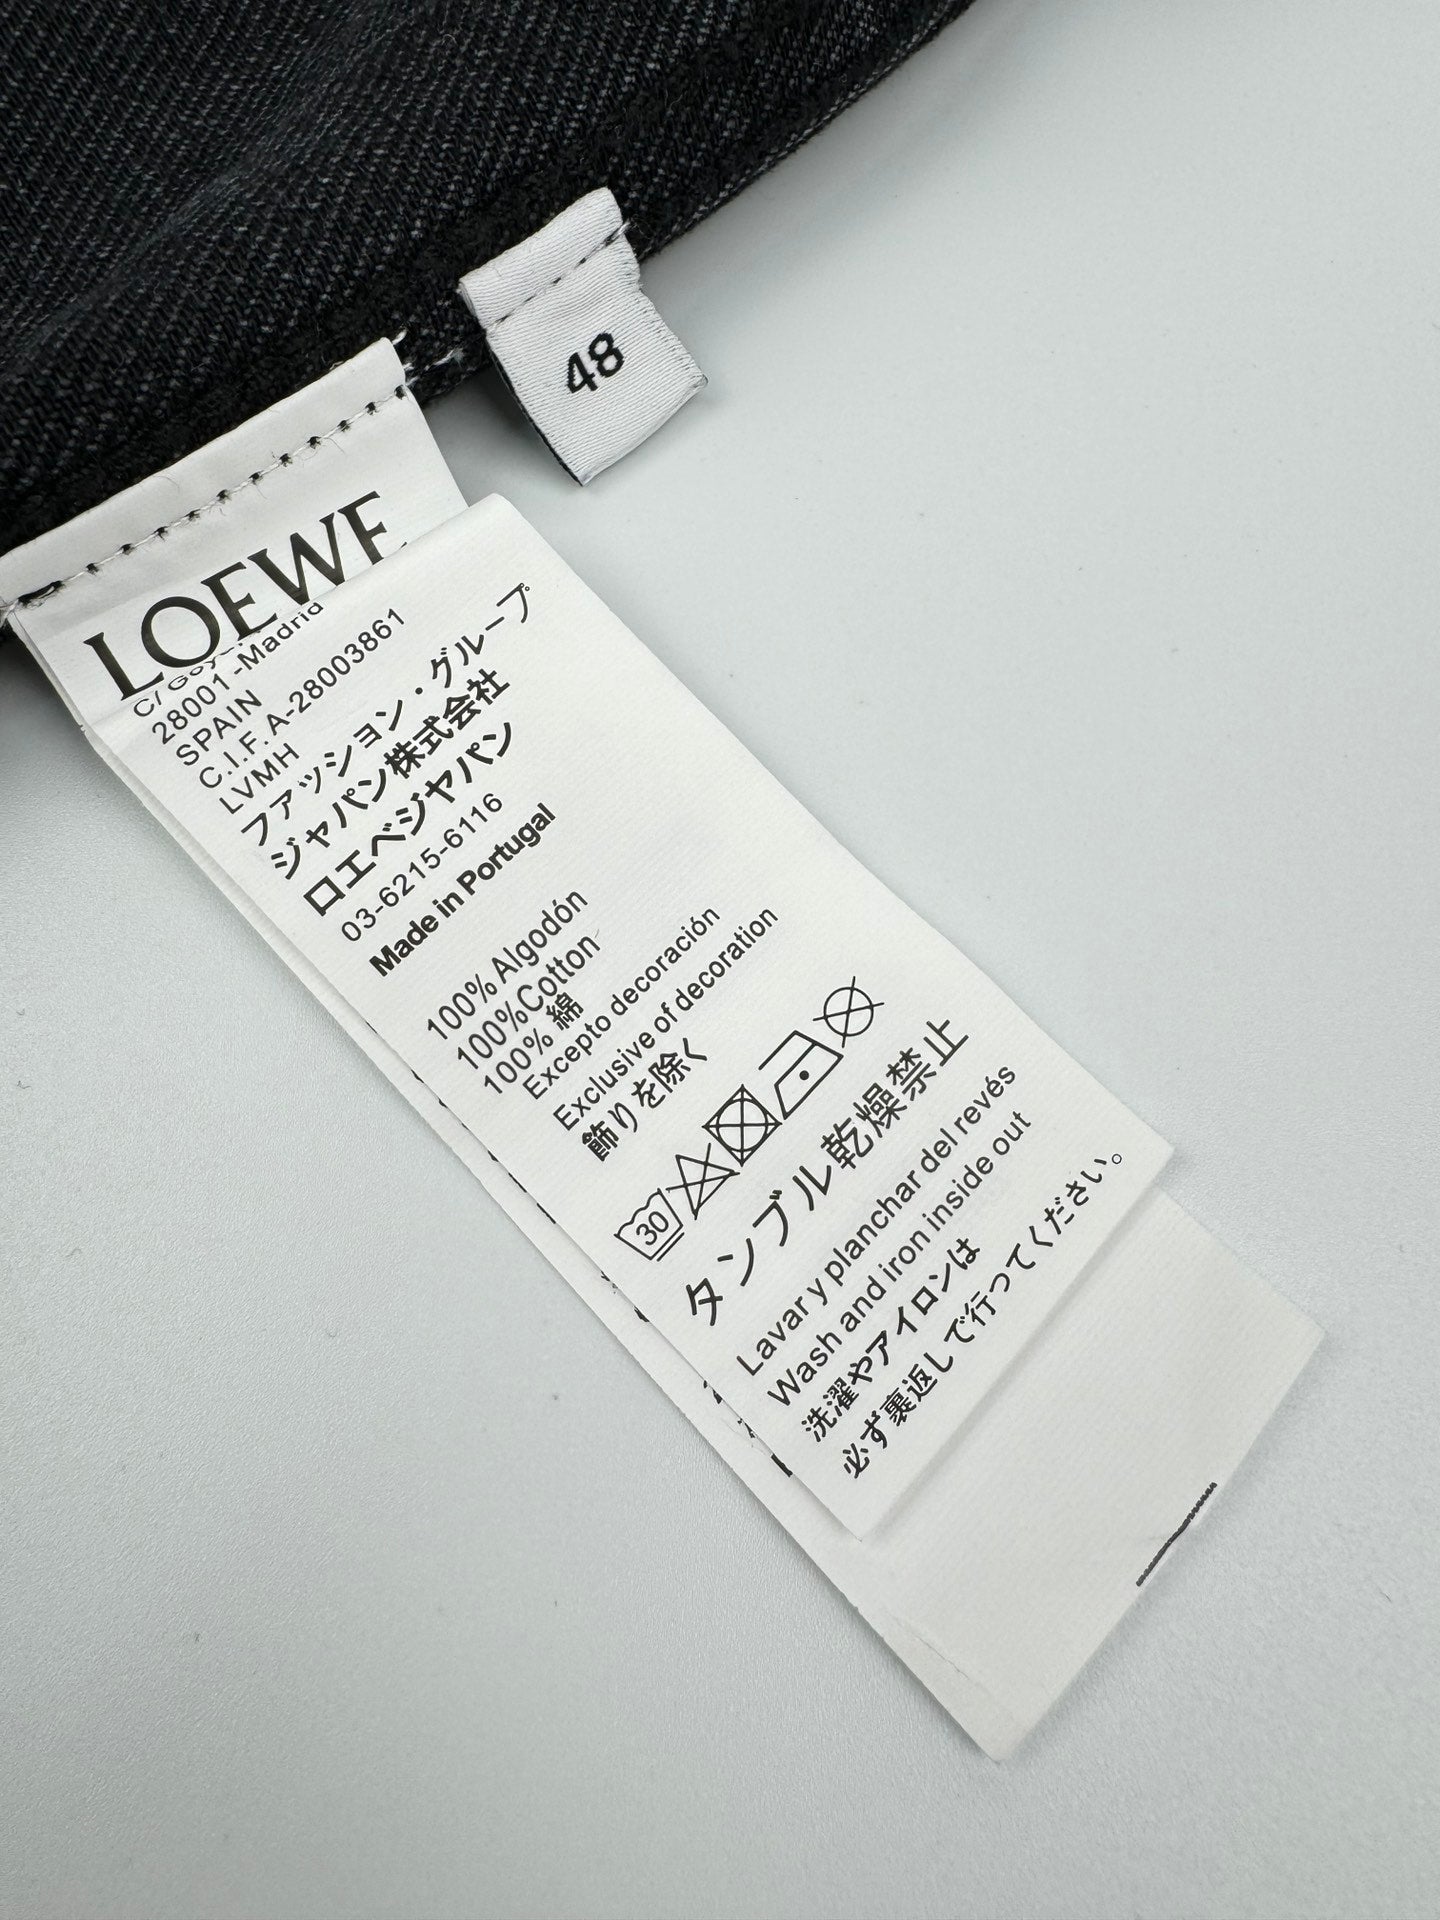 48
LOEWE
28001-Madrid
SPAIN
C.I.F. A-28003861
LVMH
ファッション・グループ
ジャパン株式会社
ロエベジャパン
03-6215-6116
Made in Portugal
100% Algodón
100%Cotton
100% 綿
Excepto decoración
Exclusive of decoration
飾りを除く
30
タンブル乾燥禁止
Lavar y planchar del revés
Wash and iron inside out
洗濯やアイロンは
必ず裏返しで行ってください。